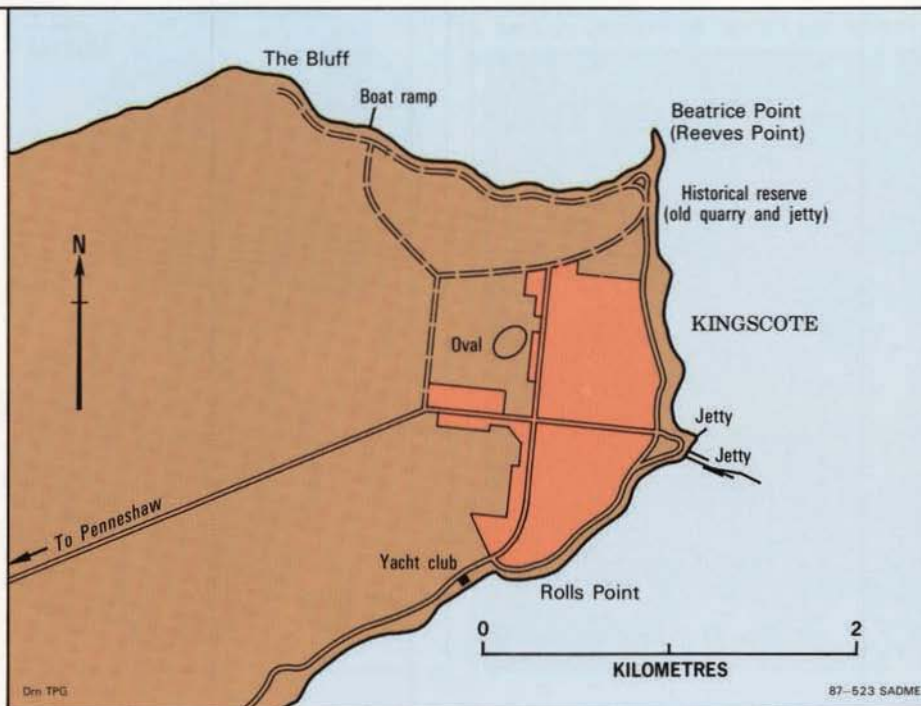 The Bluff
Boat ramp
Beatrice Point
(Reeves Point)
Historical reserve
(old quarry and jetty)
N
KINGSCOTE
Oval
Jetty
Jetty
To Penneshaw
Yacht club
Rolls Point
0 2
KILOMETRES
Drn TPG
87–523 SADME